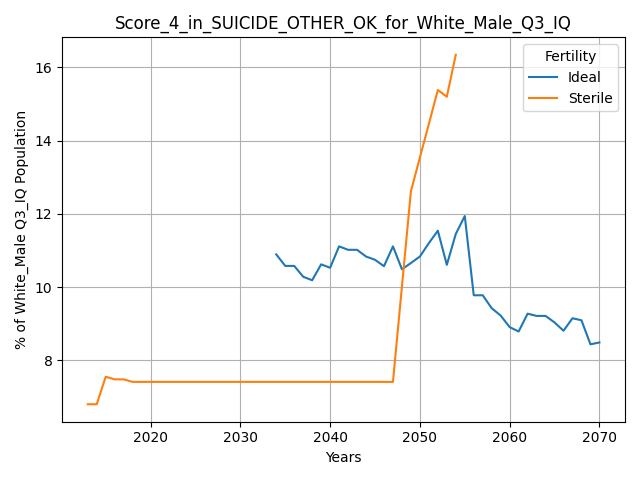 Score_4_in_SUICIDE_OTHER_OK_for_White_Male_Q3_IQ
Fertility
Ideal
Sterile
% of White_Male Q3_IQ Population
16
14
12
10
8
2020 2030 2040 2050 2060 2070
Years